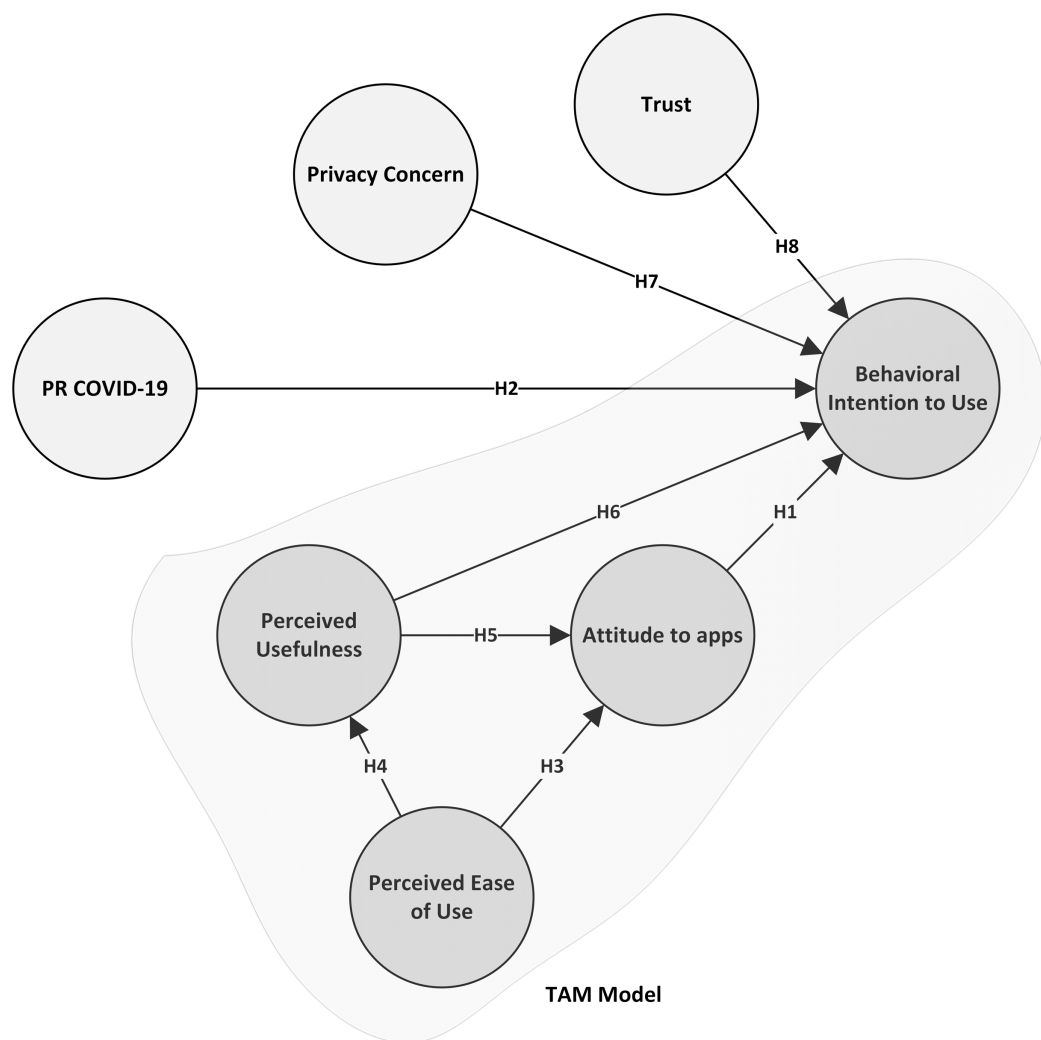 Trust
Privacy Concern
H8
H7
PR COVID-19
H2
Behavioral
Intention to Use
H6
H1
Perceived
Usefulness
H5
Attitude to apps
H4
H3
Perceived Ease
of Use
TAM Model